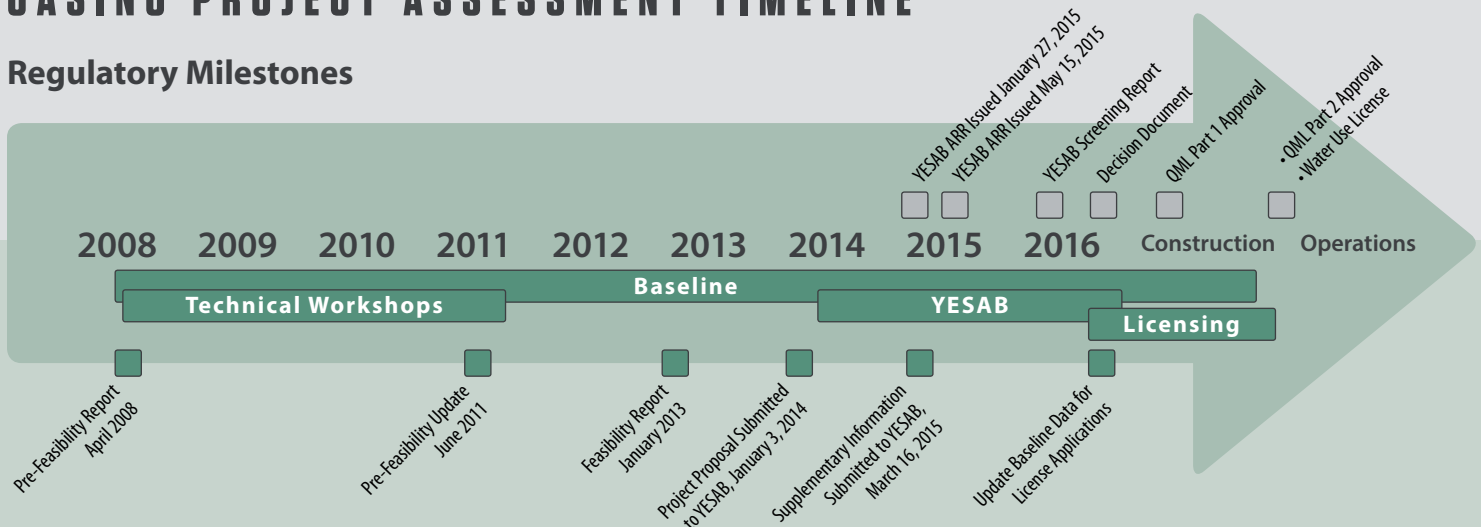 CASINO PROJECT ASSESSMENT TIMELINE
Regulatory Milestones
YESAB ARR Issued January 27, 2015
YESAB ARR Issued May 15, 2015
YESAB Screening Report
Decision Document
QML Part 1 Approval
• QML Part 2 Approval
• Water Use License
2008 2009 2010 2011 2012 2013 2014 2015 2016 Construction Operations
Baseline
Technical Workshops
YESAB
Licensing
Pre-Feasibility Report
April 2008
Pre-Feasibility Update
June 2011
Feasibility Report
January 2013
Project Proposal Submitted
to YESAB, January 3, 2014
Supplementary Information
Submitted to YESAB,
March 16, 2015
Update Baseline Data for
License Applications